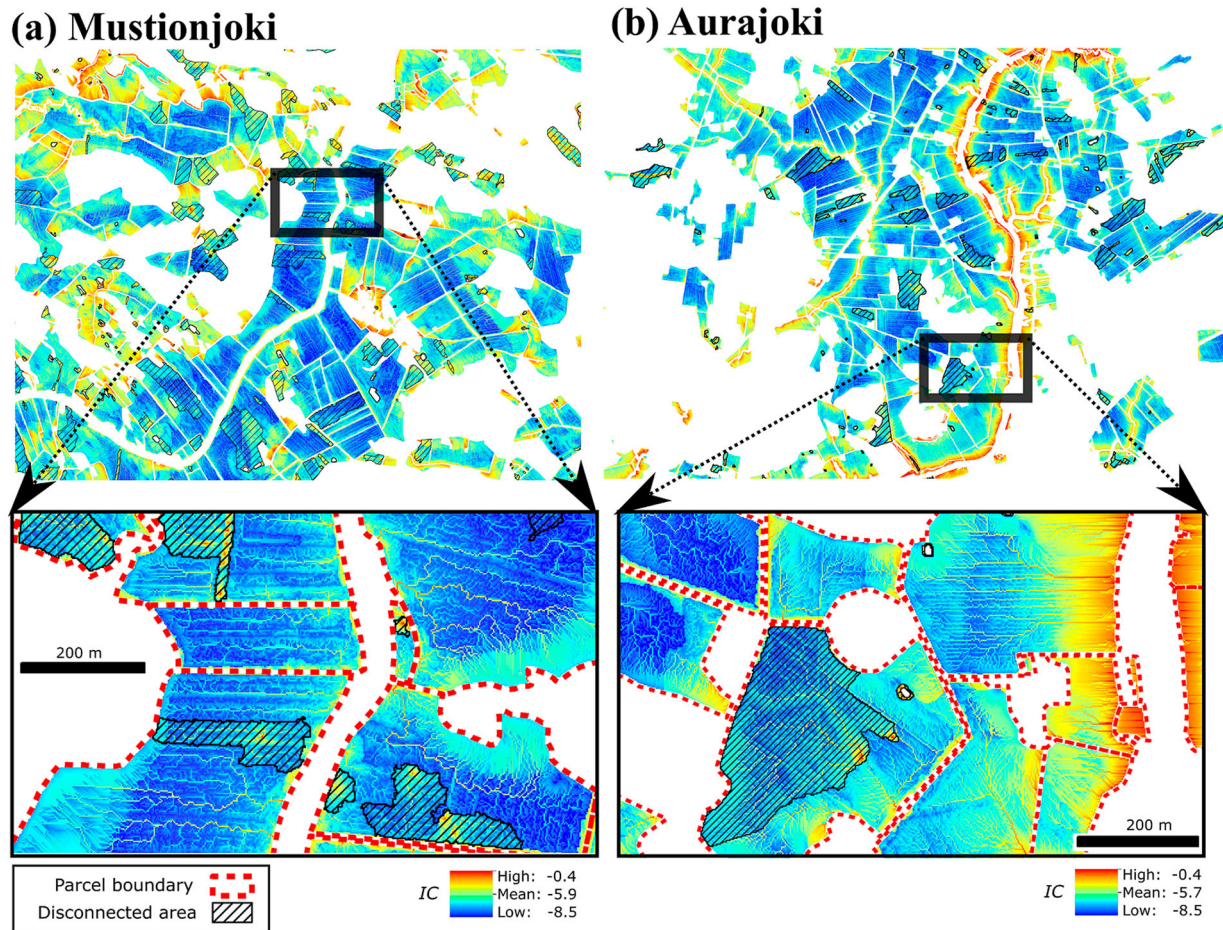 (a) Mustionjoki
(b) Aurajoki
200 m
200 m
Parcel boundary
Disconnected area
IC
High: -0.4
Mean: -5.9
Low: -8.5
IC
High: -0.4
Mean: -5.7
Low: -8.5